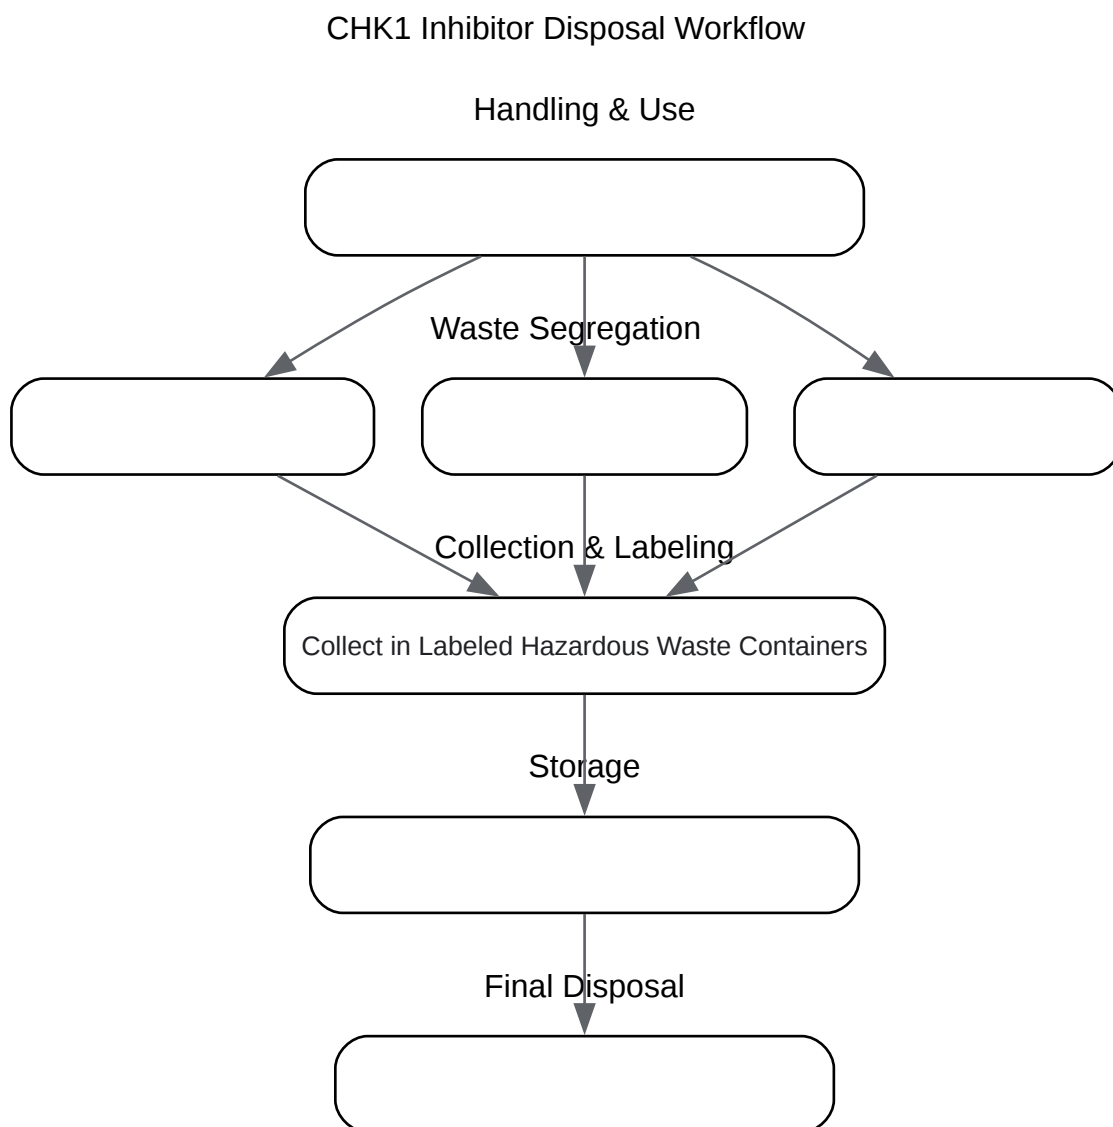 CHK1 Inhibitor Disposal Workflow
Handling & Use
Waste Segregation
Collection & Labeling
Collect in Labeled Hazardous Waste Containers
Storage
Final Disposal